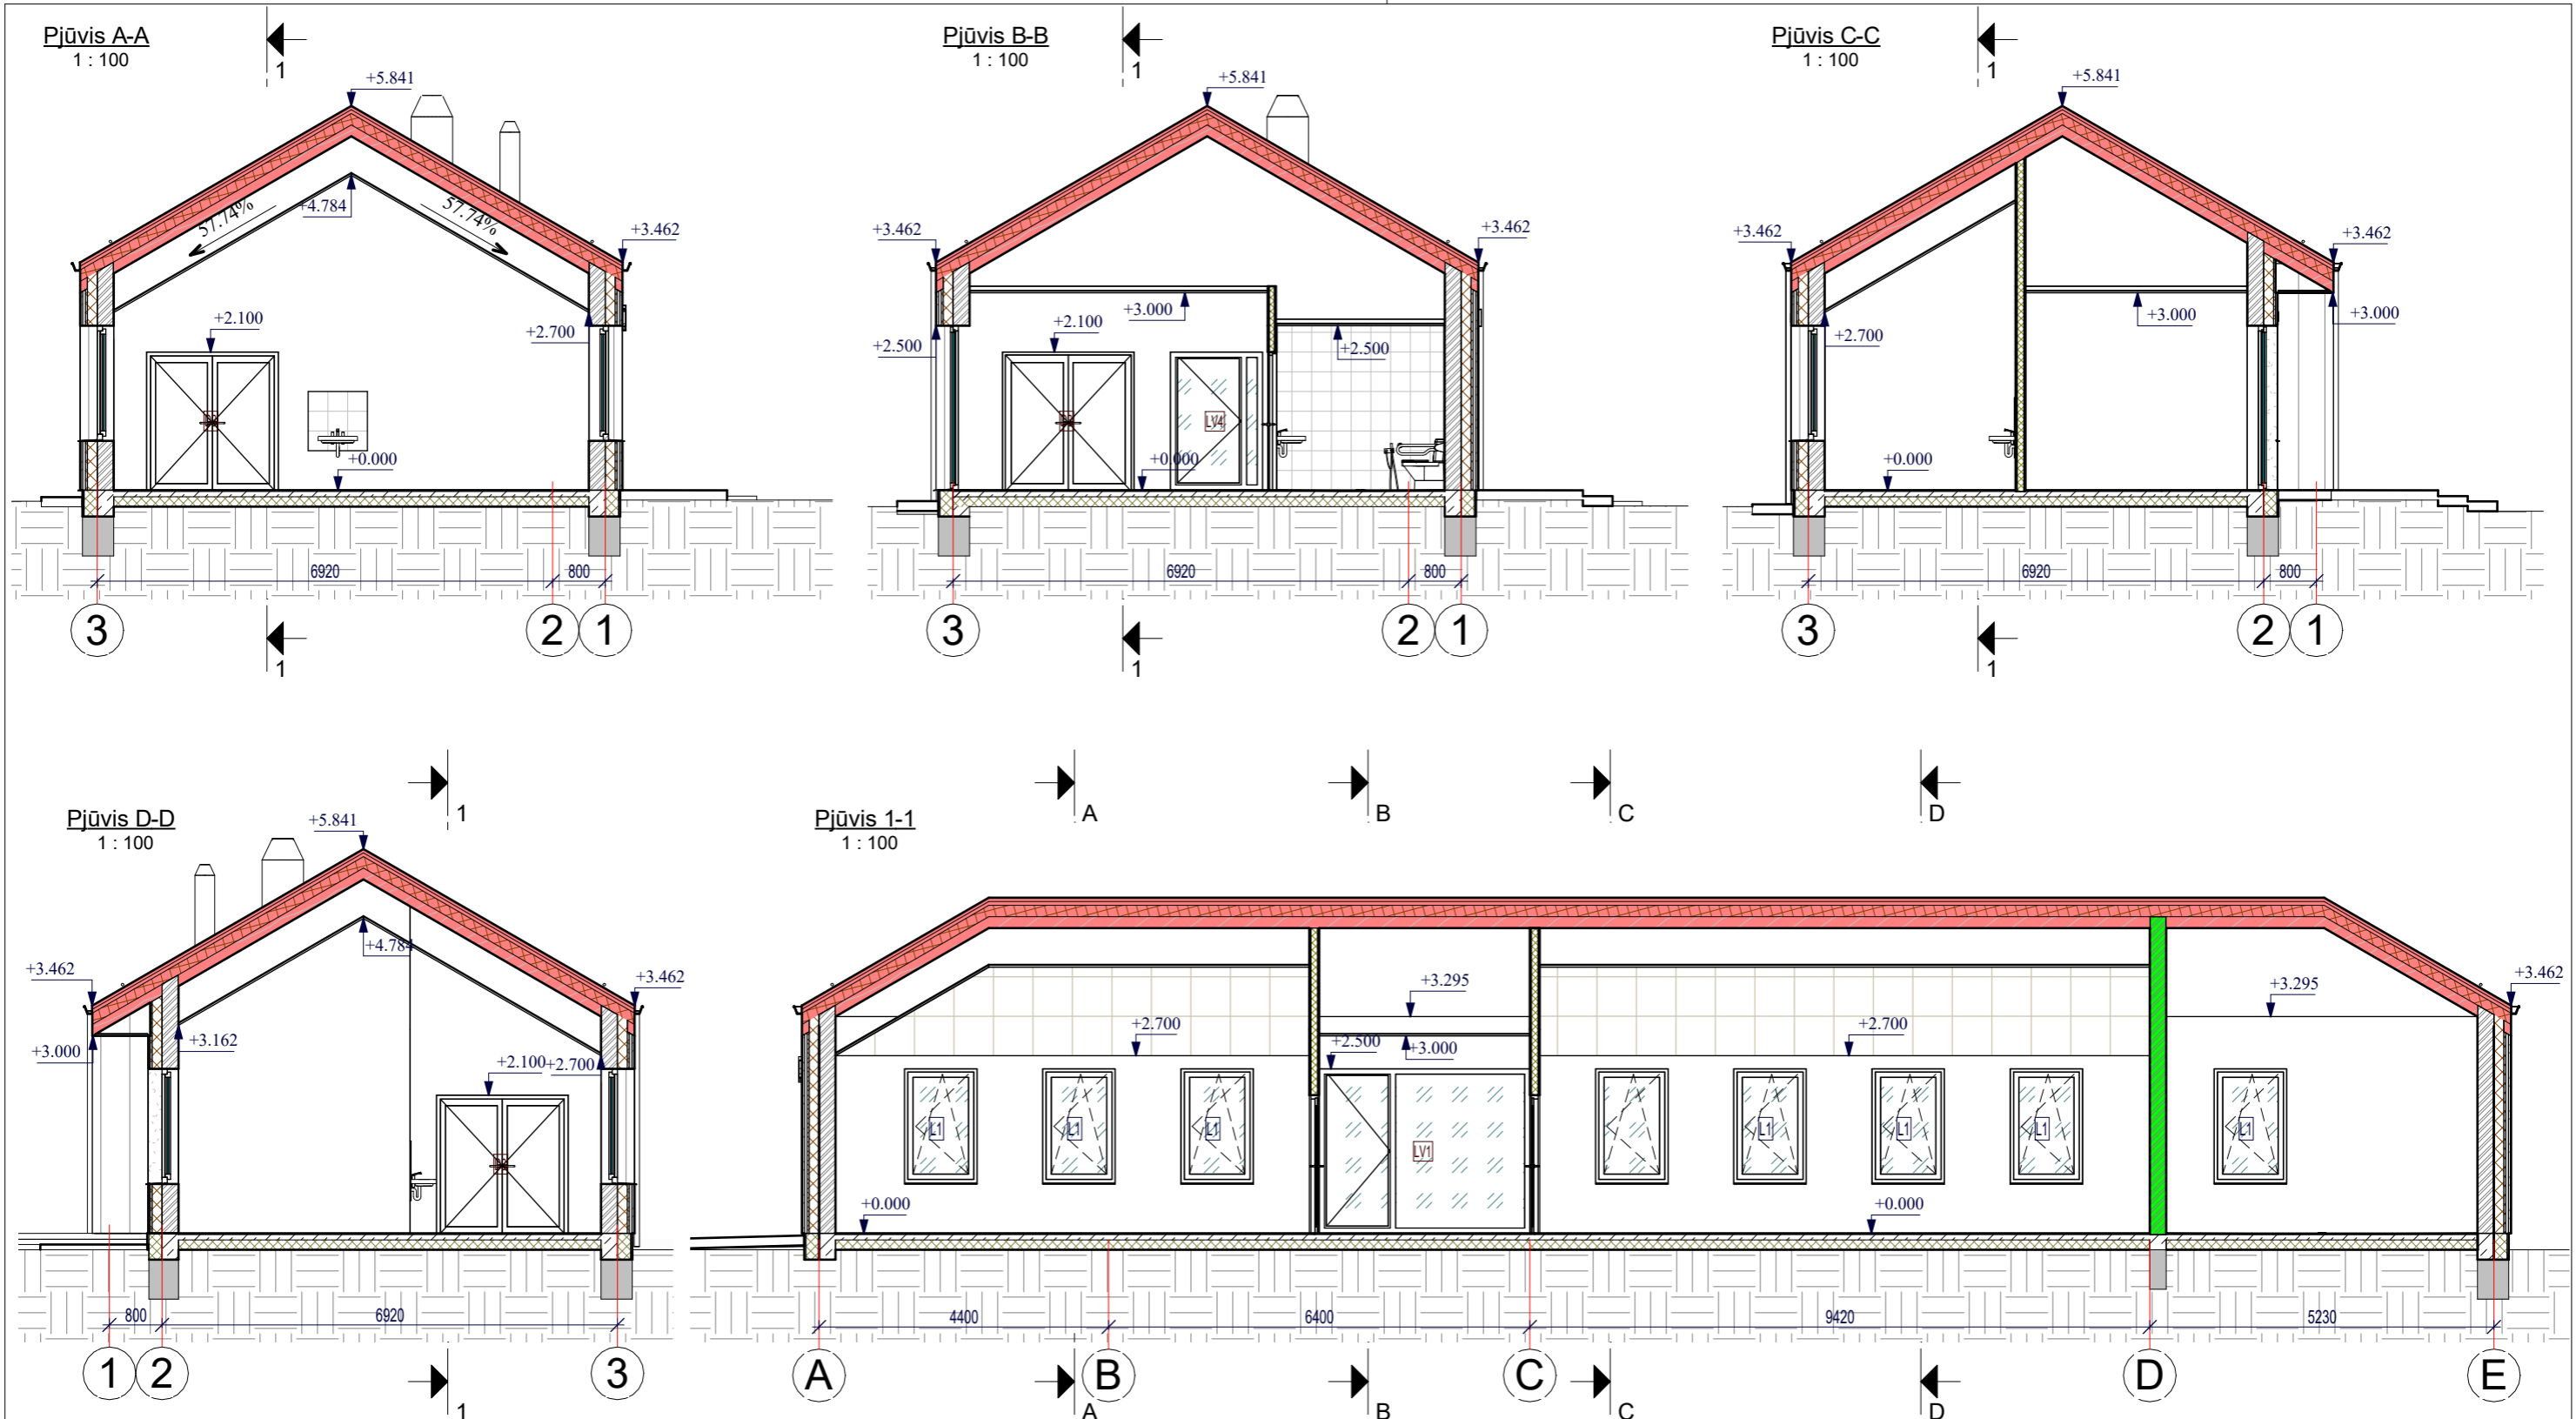 Pjūvis A-A
1 : 100
1
+5.841
+4.784
57.74%
57.74%
+3.462
+2.100
+2.700
+0.000
6920
800
3
2
1
1
Pjūvis B-B
1 : 100
1
+5.841
+3.462
+3.462
+3.000
+2.100
+2.500
+2.500
LV4
+0.000
6920
800
3
2
1
1
Pjūvis C-C
1 : 100
1
+5.841
+3.462
+3.462
+3.000
+3.000
+2.700
+0.000
6920
800
3
2
1
1
Pjūvis D-D
1 : 100
1
+5.841
+4.784
+3.462
+3.462
+3.000
+3.162
+2.100
+2.700
800
6920
1
2
3
1
Pjūvis 1-1
1 : 100
A
B
C
D
+3.295
+3.295
+3.462
+2.700
+2.500
+3.000
+2.700
L1
L1
L1
LV1
L1
L1
L1
L1
L1
+0.000
+0.000
4400
6400
9420
5230
A
B
C
D
E
A
B
C
D